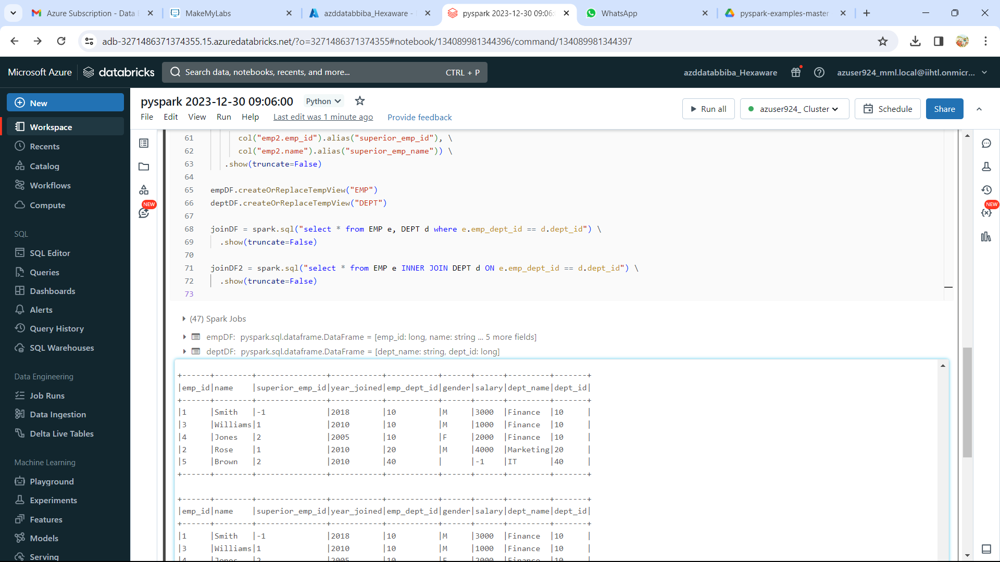 Azure Subscription - Data
MakeMyLabs
azddatabbiba_Hexaware -
pyspark 2023-12-30 09:06:
WhatsApp
pyspark-examples-master
adb-3271486371374355.15.azuredatabricks.net/?o=3271486371374355#notebook/134089981344396/command/134089981344397
Microsoft Azure
databricks
Search data, notebooks, recents, and more...
CTRL + P
azddatabbiba_Hexaware
azuser924_mml.local@iihtl.onmicr...
New
Workspace
Recents
Catalog
Workflows
Compute
SQL
SQL Editor
Queries
Dashboards
Alerts
Query History
SQL Warehouses
Data Engineering
Job Runs
Data Ingestion
Delta Live Tables
Machine Learning
Playground
Experiments
Features
Models
Serving
pyspark 2023-12-30 09:06:00
Python
File Edit View Run Help Last edit was 1 minute ago Provide feedback
Run all
azuser924_ Cluster
Schedule
Share
NEW
NEW
61 col("emp2.emp_id").alias("superior_emp_id"), \
62 col("emp2.name").alias("superior_emp_name")) \
63 .show(truncate=False)
64
65 empDF.createOrReplaceTempView("EMP")
66 deptDF.createOrReplaceTempView("DEPT")
67
68 joinDF = spark.sql("select * from EMP e, DEPT d where e.emp_dept_id == d.dept_id") \
69 .show(truncate=False)
70
71 joinDF2 = spark.sql("select * from EMP e INNER JOIN DEPT d ON e.emp_dept_id == d.dept_id") \
72 .show(truncate=False)
73
(47) Spark Jobs
empDF: pyspark.sql.dataframe.DataFrame = [emp_id: long, name: string ... 5 more fields]
deptDF: pyspark.sql.dataframe.DataFrame = [dept_name: string, dept_id: long]
+------+--------+---------------+-----------+-----------+------+------+---------+-------+
|emp_id|name    |superior_emp_id|year_joined|emp_dept_id|gender|salary|dept_name|dept_id|
+------+--------+---------------+-----------+-----------+------+------+---------+-------+
|1     |Smith   |-1             |2018       |10         |M     |3000  |Finance  |10     |
|3     |Williams|1              |2010       |10         |M     |1000  |Finance  |10     |
|4     |Jones   |2              |2005       |10         |F     |2000  |Finance  |10     |
|2     |Rose    |1              |2010       |20         |M     |4000  |Marketing|20     |
|5     |Brown   |2              |2010       |40         |      |-1    |IT       |40     |
+------+--------+---------------+-----------+-----------+------+------+---------+-------+
+------+--------+---------------+-----------+-----------+------+------+---------+-------+
|emp_id|name    |superior_emp_id|year_joined|emp_dept_id|gender|salary|dept_name|dept_id|
+------+--------+---------------+-----------+-----------+------+------+---------+-------+
|1     |Smith   |-1             |2018       |10         |M     |3000  |Finance  |10     |
|3     |Williams|1              |2010       |10         |M     |1000  |Finance  |10     |
|4     |Jones   |2              |2005       |10         |F     |2000  |Finance  |10     |